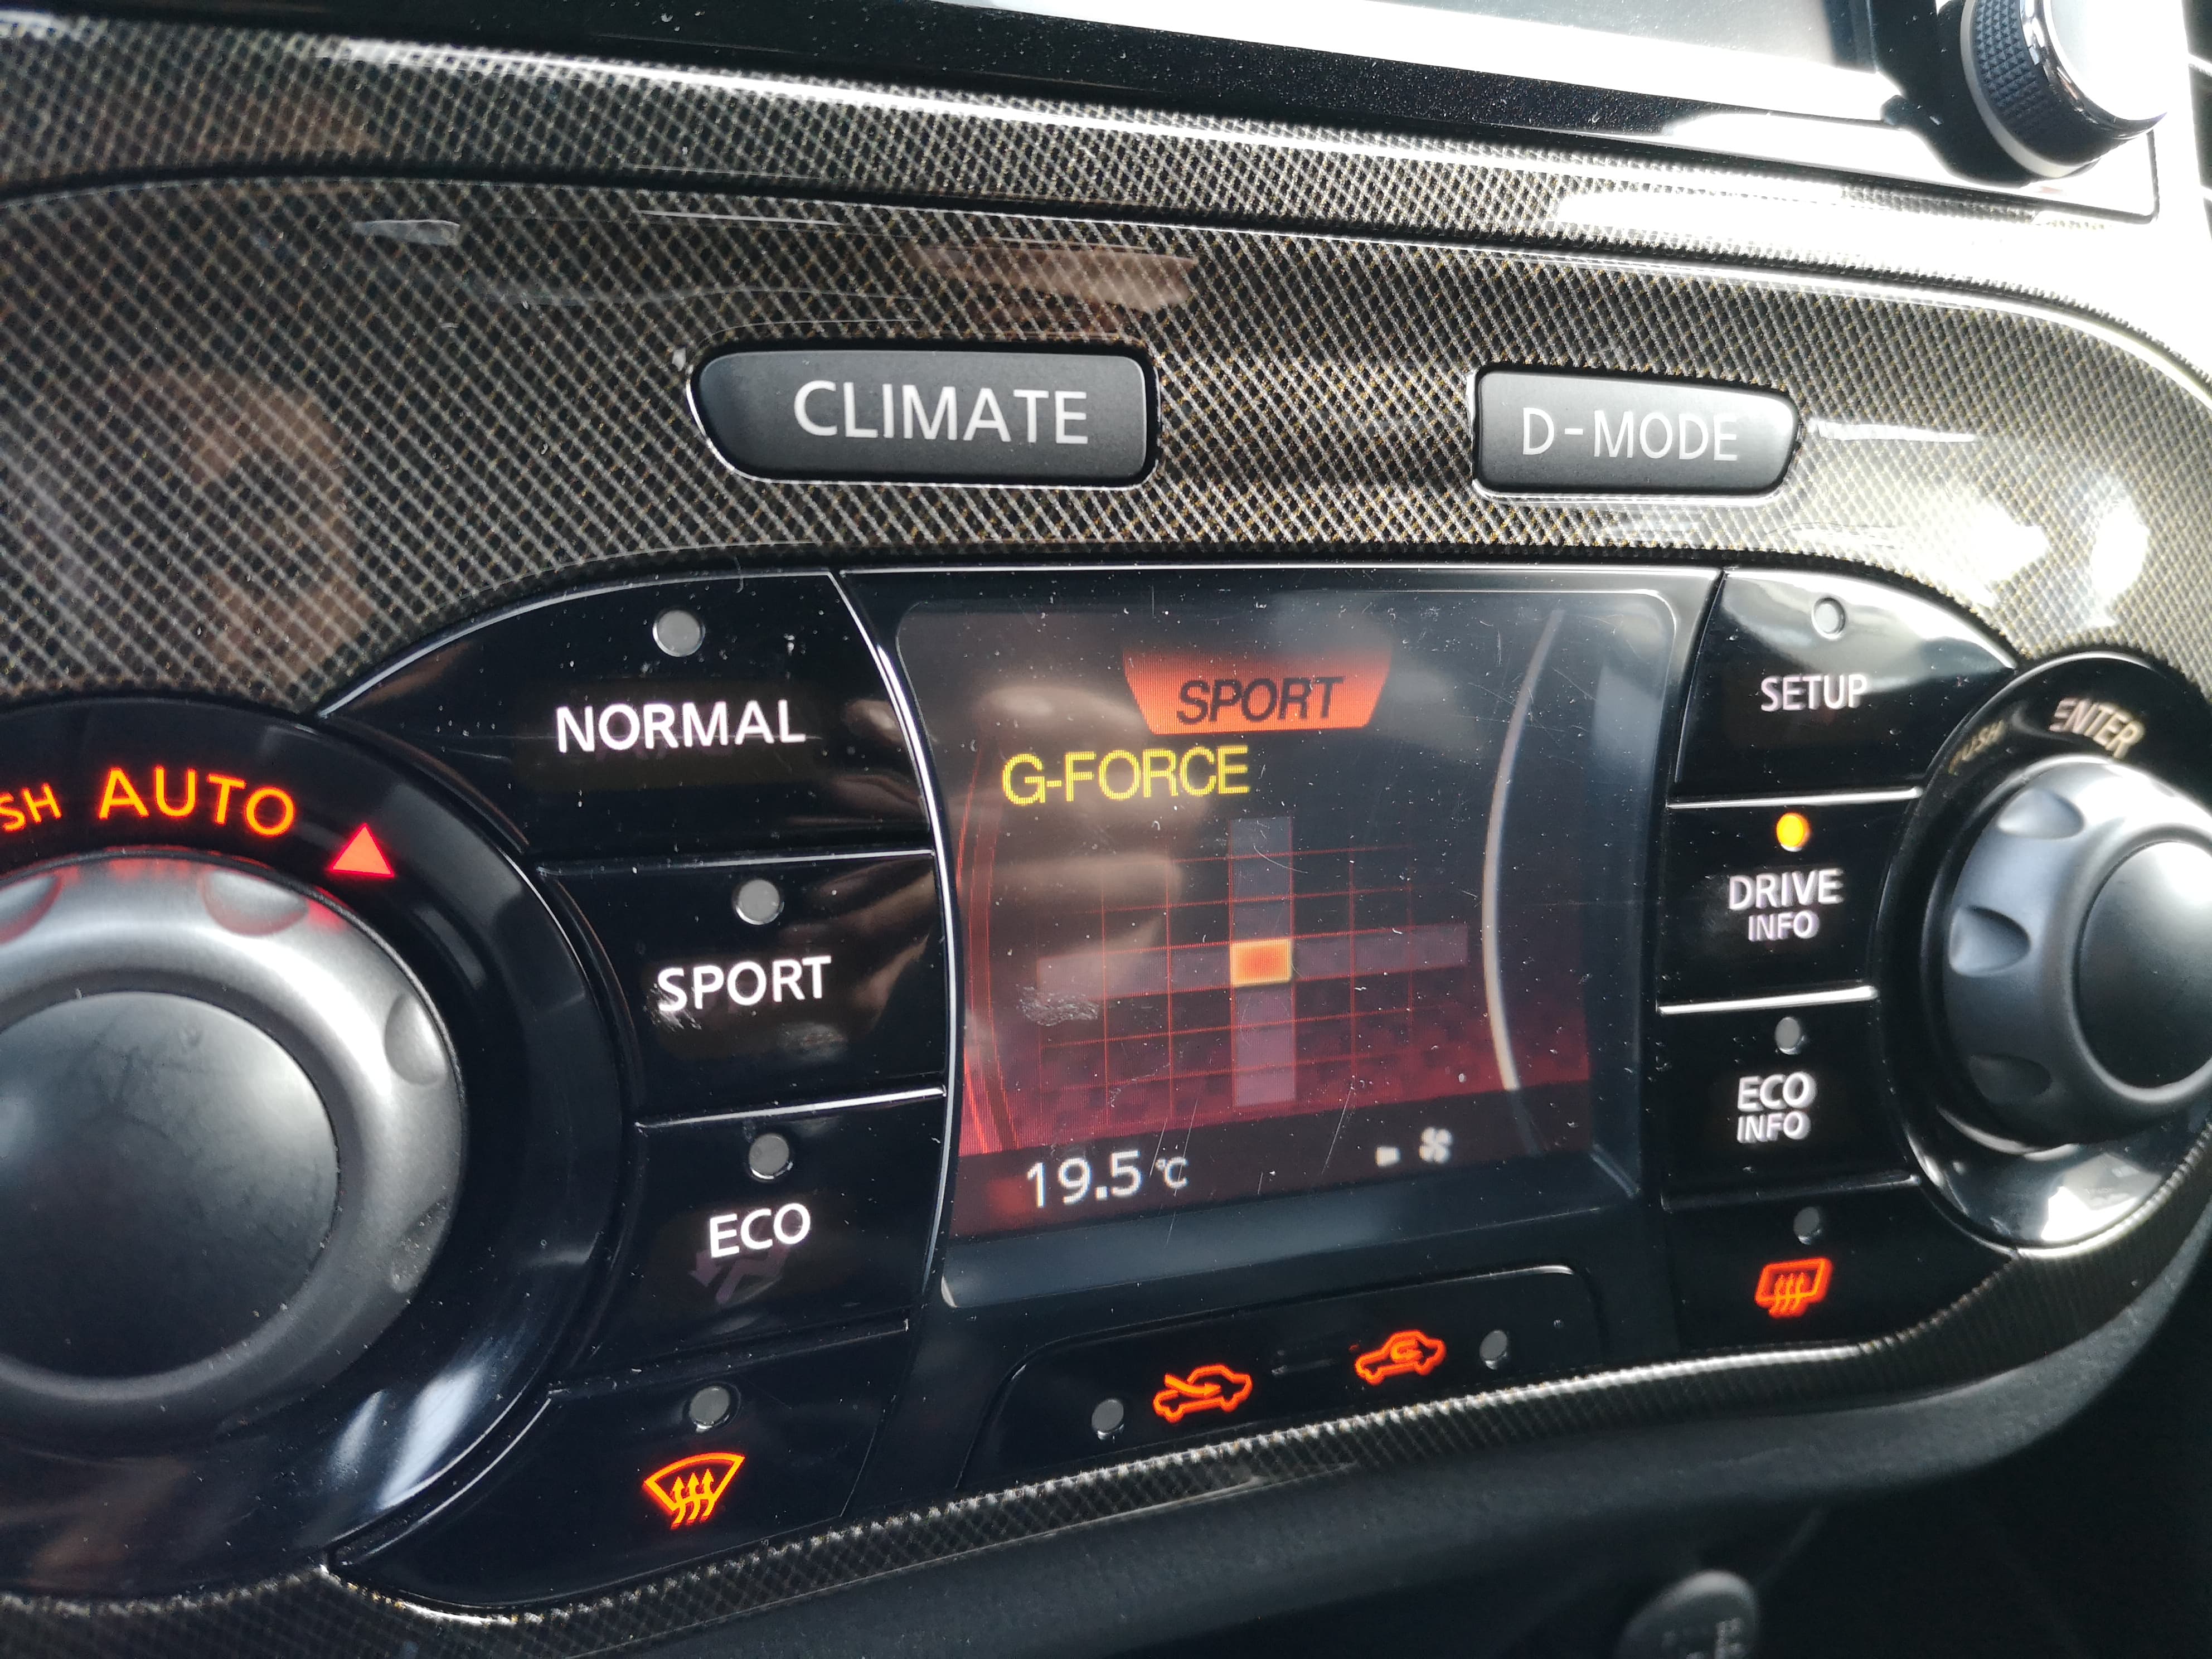 CLIMATE
D-MODE
NORMAL
SPORT
SETUP
PUSH ENTER
G-FORCE
SH AUTO
DRIVE
INFO
SPORT
ECO
INFO
19.5 °C
ECO